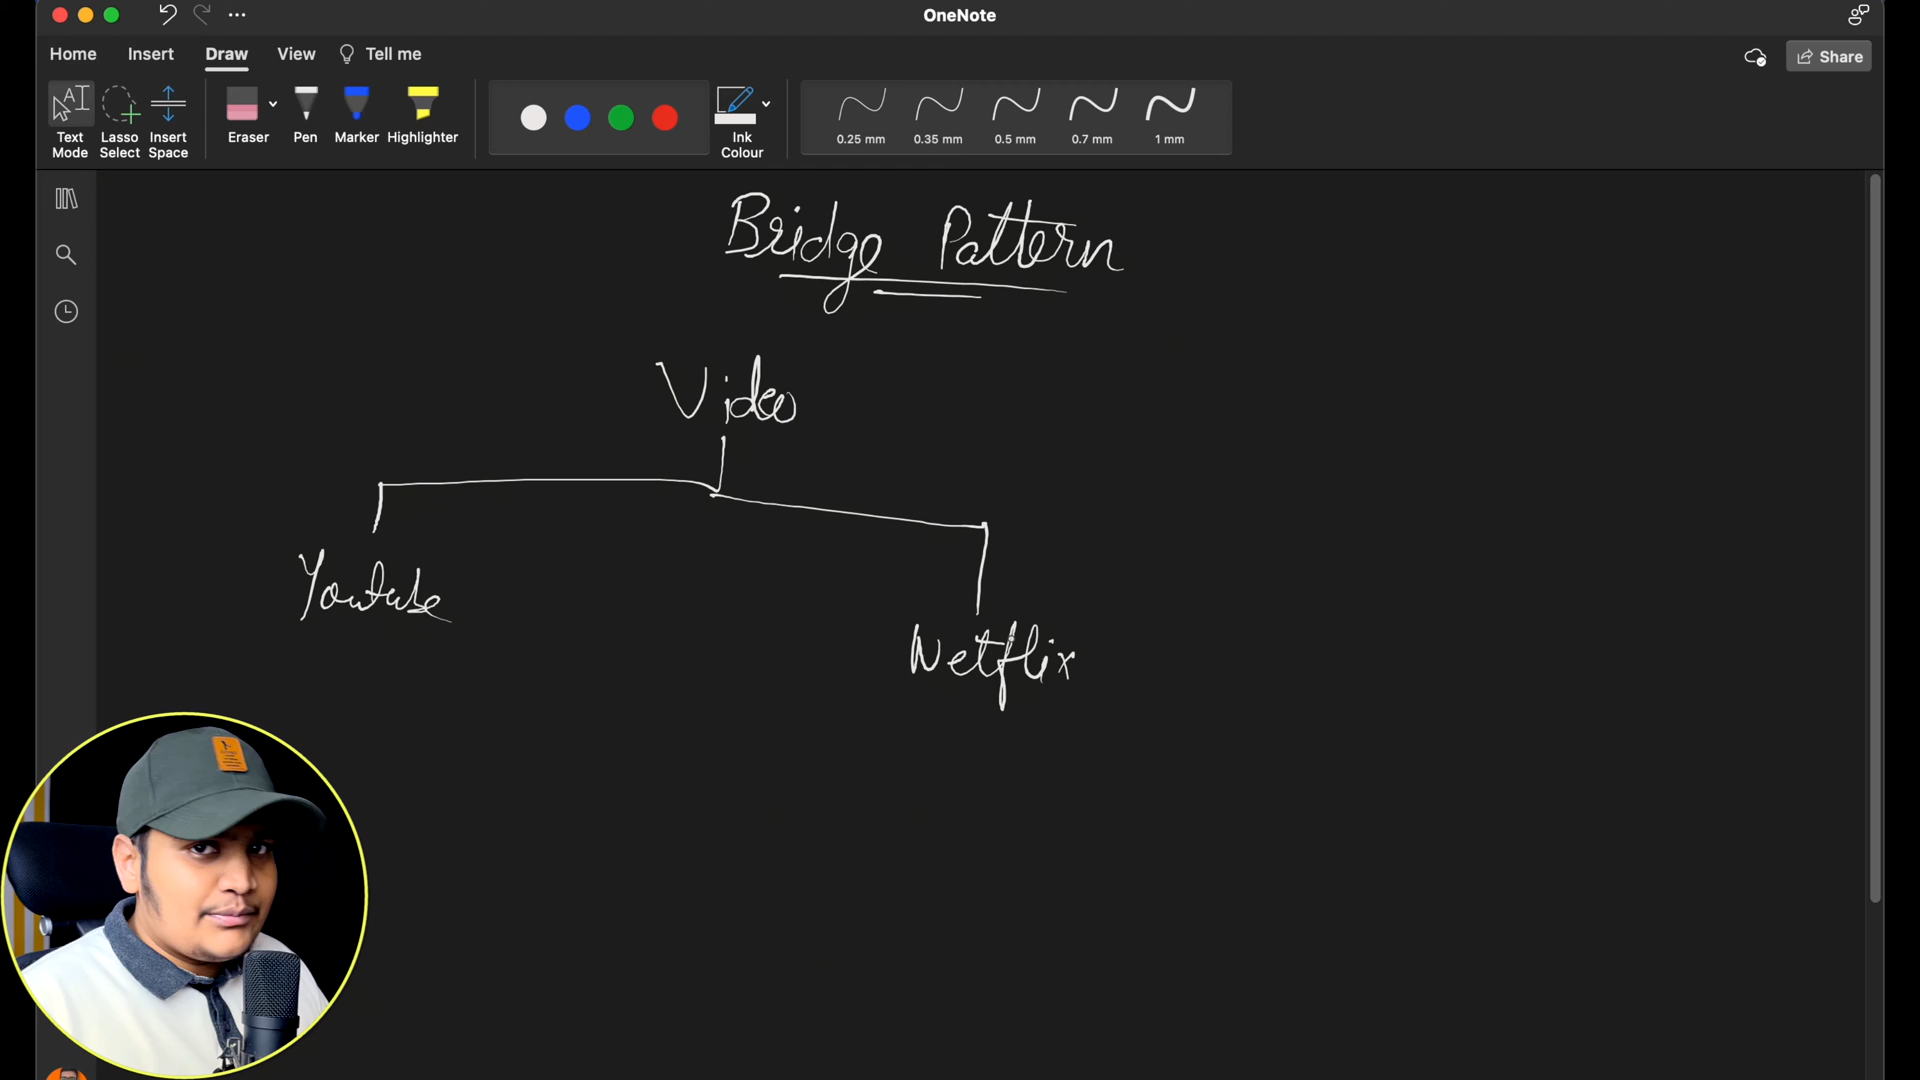 OneNote
Home Insert Draw View Tell me
Share
Text Mode
Lasso Select
Insert Space
Eraser
Pen
Marker
Highlighter
Ink Colour
0.25 mm
0.35 mm
0.5 mm
0.7 mm
1 mm
Bridge Pattern
Video
Youtube
Netflix